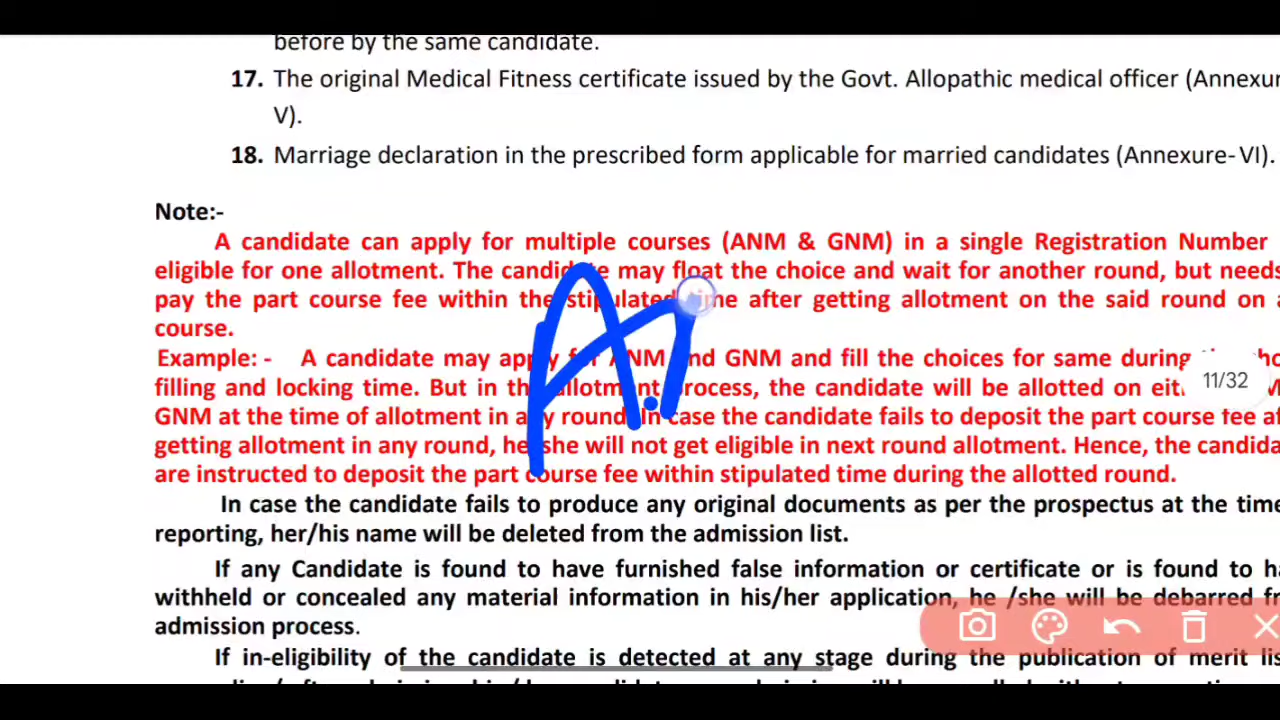 before by the same candidate.
17. The original Medical Fitness certificate issued by the Govt. Allopathic medical officer (Annexur
V).
18. Marriage declaration in the prescribed form applicable for married candidates (Annexure- VI).
Note:-
A candidate can apply for multiple courses (ANM & GNM) in a single Registration Number
eligible for one allotment. The candidate may float the choice and wait for another round, but needs
pay the part course fee within the stipulated time after getting allotment on the said round on
course.
Example: - A candidate may apply for ANM and GNM and fill the choices for same during
filling and locking time. But in the allotment process, the candidate will be allotted on
11/32
GNM at the time of allotment in any round. In case the candidate fails to deposit the part course fee
getting allotment in any round, he/she will not get eligible in next round allotment. Hence, the candida
are instructed to deposit the part course fee within stipulated time during the allotted round.
In case the candidate fails to produce any original documents as per the prospectus at the time
reporting, her/his name will be deleted from the admission list.
If any Candidate is found to have furnished false information or certificate or is found to ha
withheld or concealed any material information in his/her application, he /she will be debarred
admission process.
If in-eligibility of the candidate is detected at any stage during the publication of merit lis